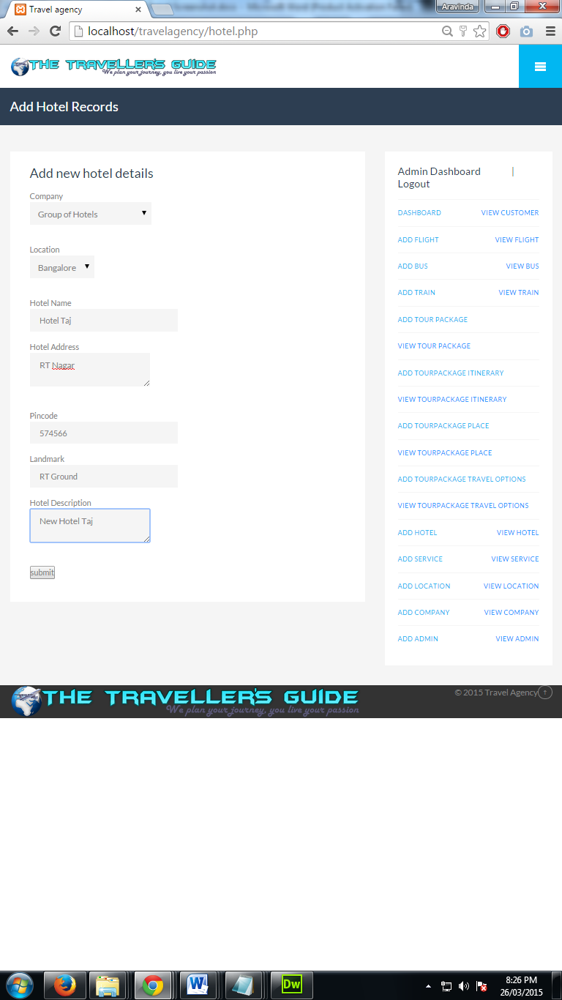 Travel agency
Aravinda
localhost/travelagency/hotel.php
THE TRAVELLER'S GUIDE
We plan your journey, you live your passion
Add Hotel Records
Add new hotel details
Company
Group of Hotels
Location
Bangalore
Hotel Name
Hotel Taj
Hotel Address
RT Nagar
Pincode
574566
Landmark
RT Ground
Hotel Description
New Hotel Taj
submit
Admin Dashboard |
Logout
DASHBOARD VIEW CUSTOMER
ADD FLIGHT VIEW FLIGHT
ADD BUS VIEW BUS
ADD TRAIN VIEW TRAIN
ADD TOUR PACKAGE
VIEW TOUR PACKAGE
ADD TOURPACKAGE ITINERARY
VIEW TOURPACKAGE ITINERARY
ADD TOURPACKAGE PLACE
VIEW TOURPACKAGE PLACE
ADD TOURPACKAGE TRAVEL OPTIONS
VIEW TOURPACKAGE TRAVEL OPTIONS
ADD HOTEL VIEW HOTEL
ADD SERVICE VIEW SERVICE
ADD LOCATION VIEW LOCATION
ADD COMPANY VIEW COMPANY
ADD ADMIN VIEW ADMIN
THE TRAVELLER'S GUIDE
We plan your journey, you live your passion
© 2015 Travel Agency
W
Dw
8:26 PM
26/03/2015